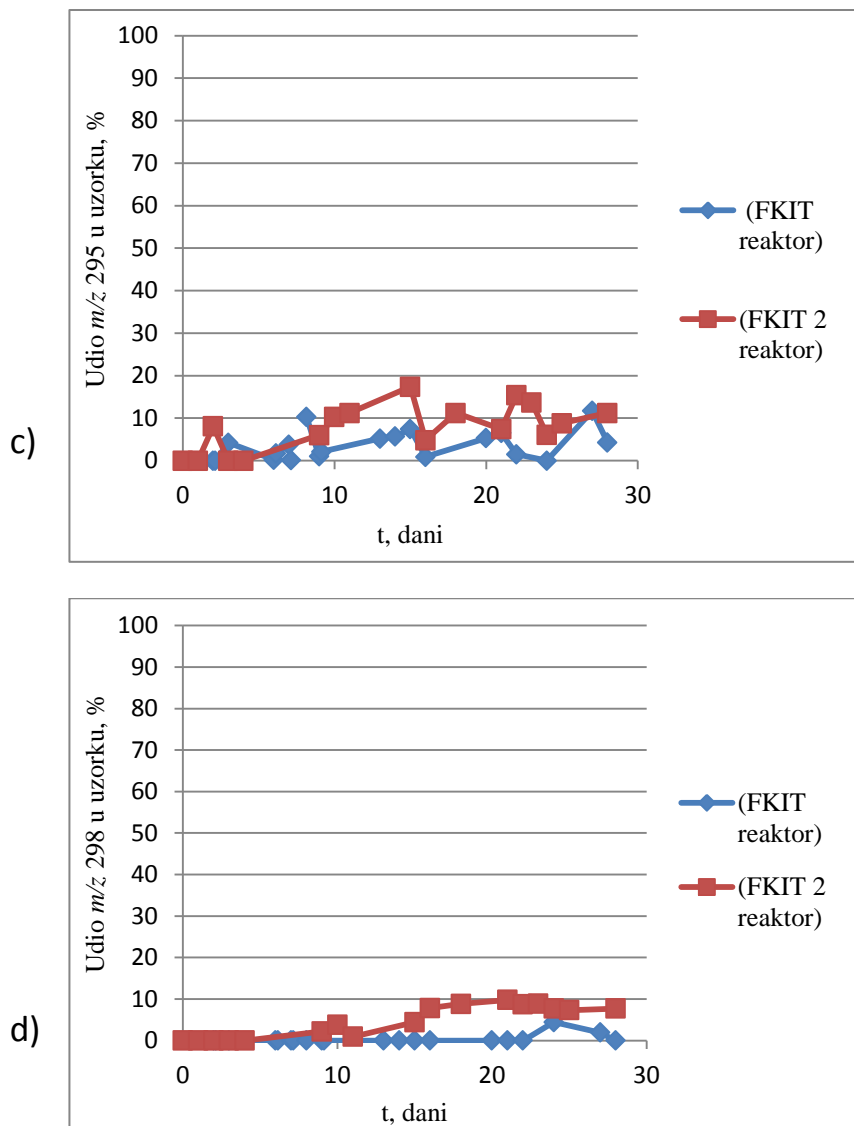 100
90
80
70
60
50
40
30
20
10
0
Udio m/z 295 u uzorku, %
0 10 20 30
t, dani
(FKIT
reaktor)
(FKIT 2
reaktor)
c)
100
90
80
70
60
50
40
30
20
10
0
Udio m/z 298 u uzorku, %
0 10 20 30
t, dani
(FKIT
reaktor)
(FKIT 2
reaktor)
d)